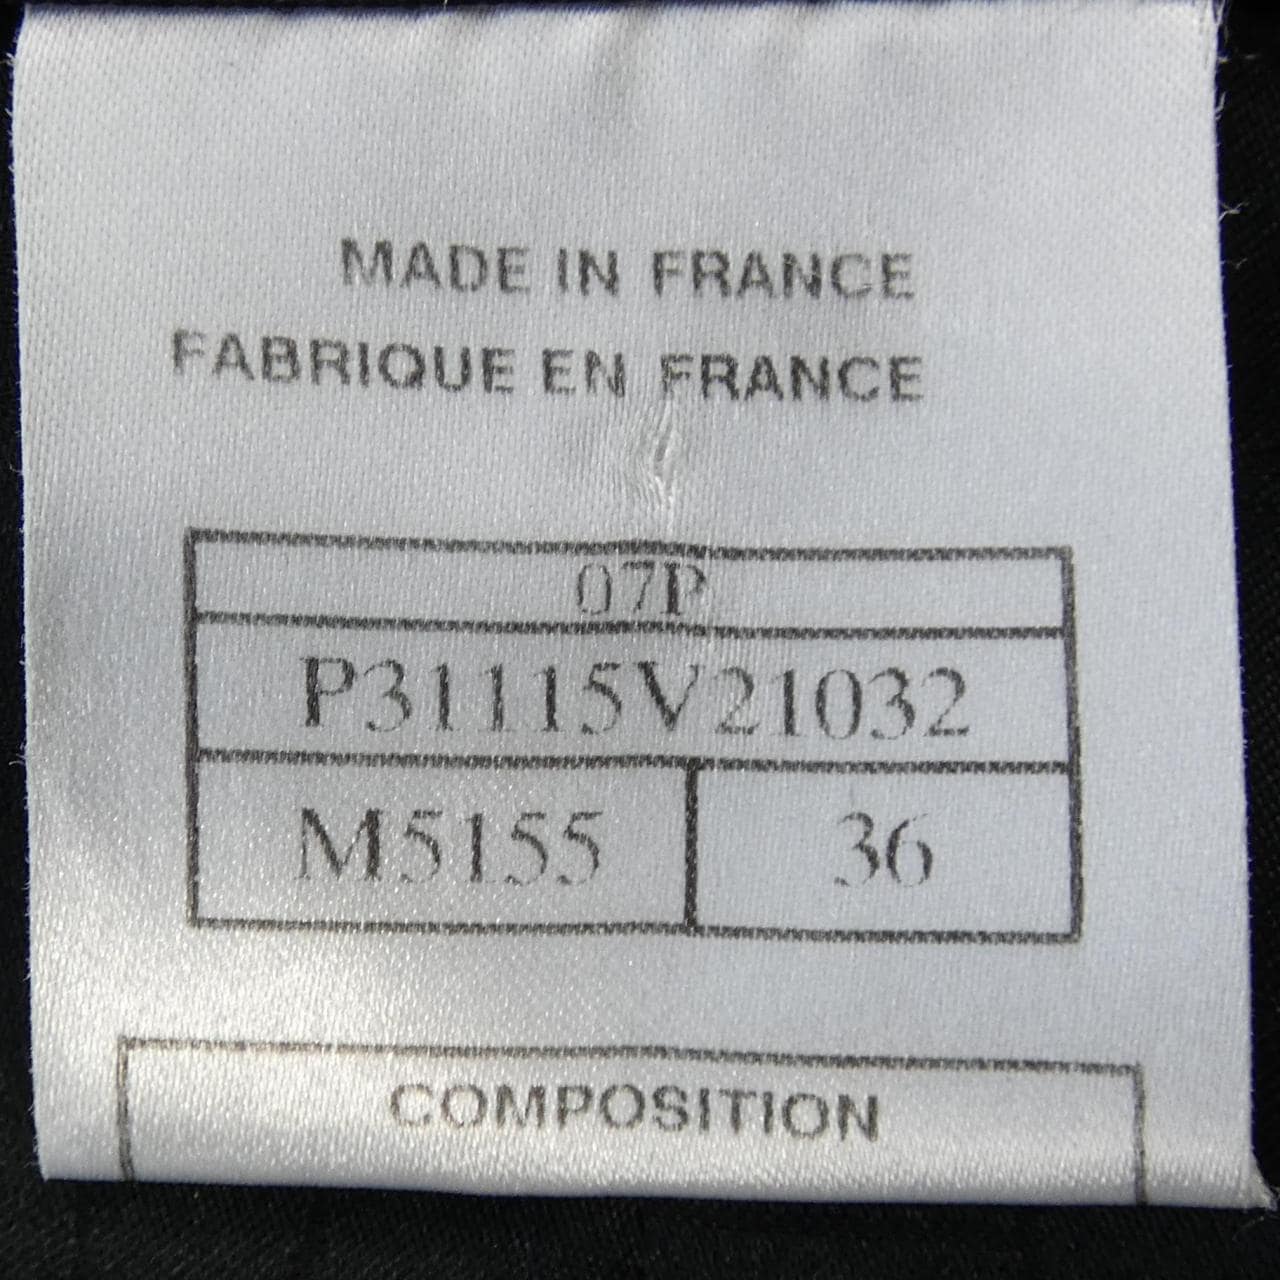 MADE IN FRANCE
FABRIQUE EN FRANCE
07P
P31115V21032
M5155 36
COMPOSITION